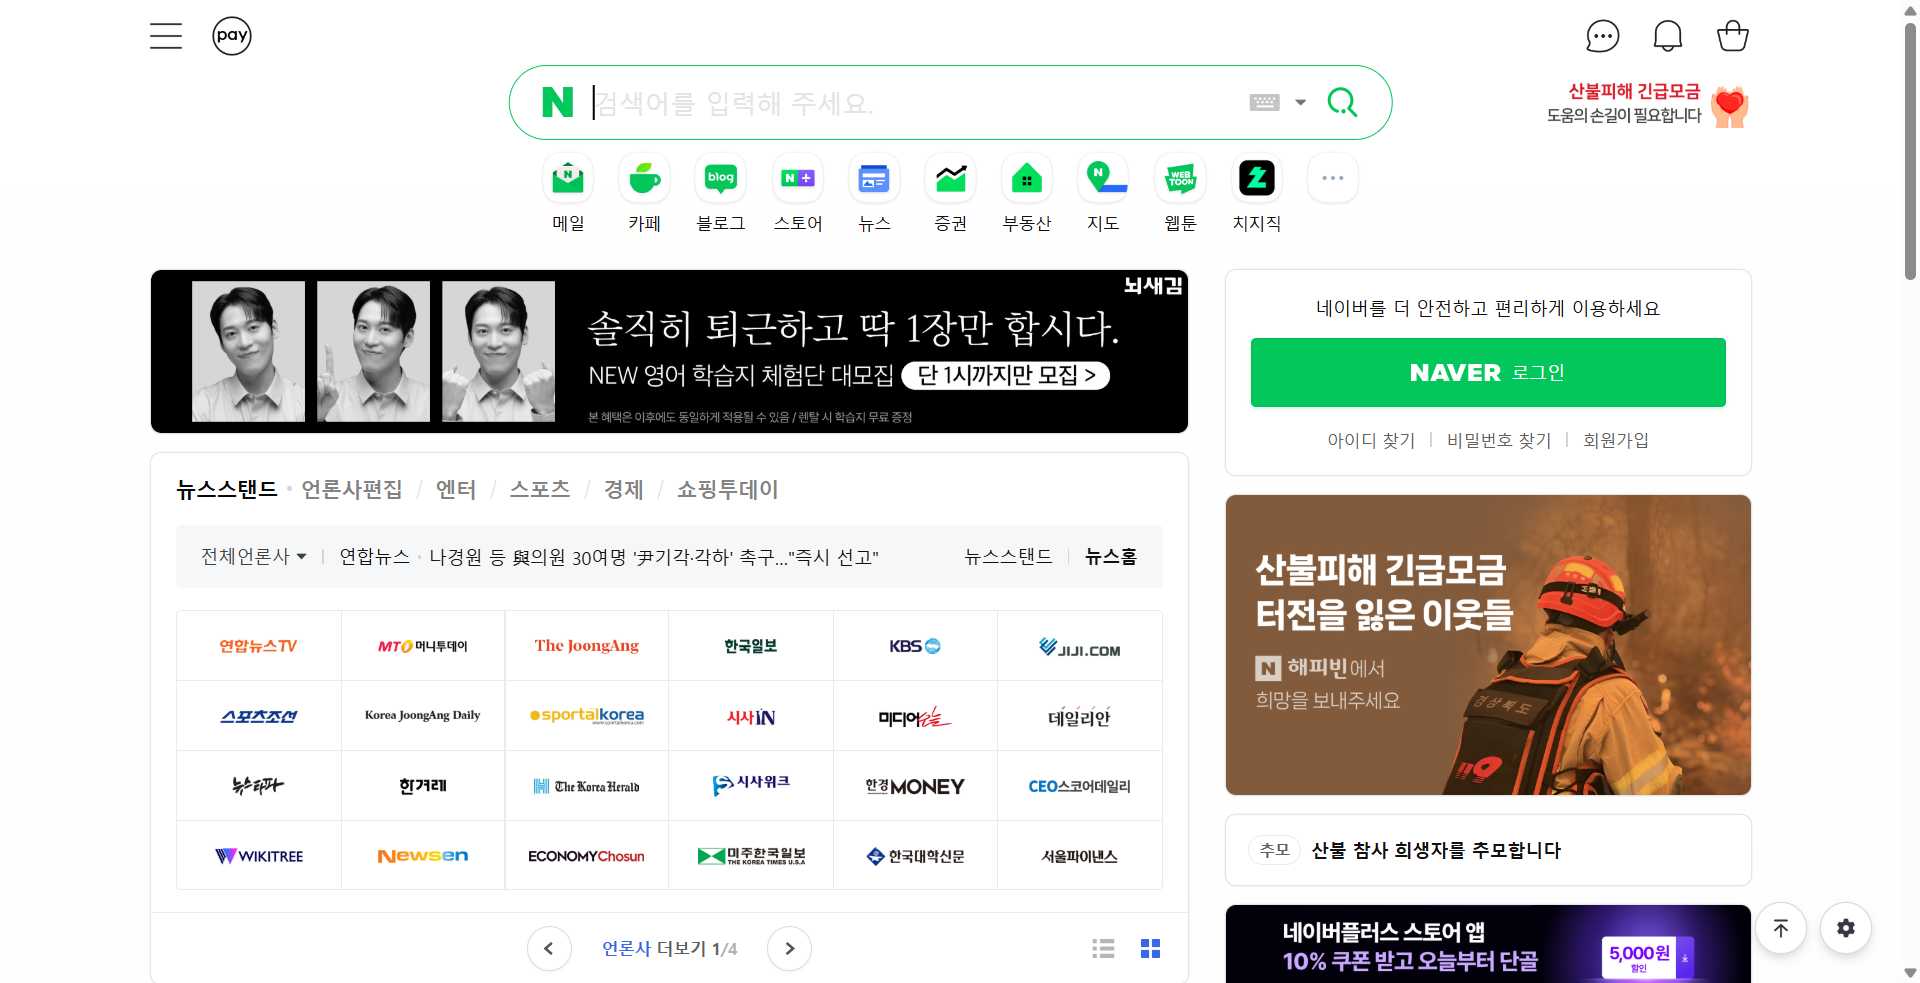 pay
산불피해 긴급모금
도움의 손길이 필요합니다
N 검색어를 입력해 주세요.
메일 카페 블로그 스토어 뉴스 증권 부동산 지도 웹툰 치지직
뇌새김
솔직히 퇴근하고 딱 1장만 합시다.
NEW 영어 학습지 체험단 대모집 단 1시까지만 모집 >
본 혜택은 이후에도 동일하게 적용될 수 있음 / 렌탈 시 학습지 무료 증정
네이버를 더 안전하고 편리하게 이용하세요
NAVER 로그인
아이디 찾기 비밀번호 찾기 회원가입
뉴스스탠드 · 언론사편집 / 엔터 / 스포츠 / 경제 / 쇼핑투데이
전체언론사 연합뉴스 · 나경원 등 與의원 30여명 '尹기각·각하' 촉구..."즉시 선고" 뉴스스탠드 뉴스홈
연합뉴스TV MTO 머니투데이 The JoongAng 한국일보 KBS JIJI.COM
스포츠조선 Korea JoongAng Daily sportalkorea 시사IN 미디어오늘 데일리안
뉴스타파 한겨레 The Korea Herald 시사위크 한경MONEY CEO스코어데일리
WIKITREE Newsen ECONOMYChosun 미주한국일보 THE KOREA TIMES U.S.A 한국대학신문 서울파이낸스
언론사 더보기 1/4
산불피해 긴급모금
터전을 잃은 이웃들
N 해피빈에서
희망을 보내주세요
경상북도
119
추모 산불 참사 희생자를 추모합니다
네이버플러스 스토어 앱
10% 쿠폰 받고 오늘부터 단골
5,000원
할인